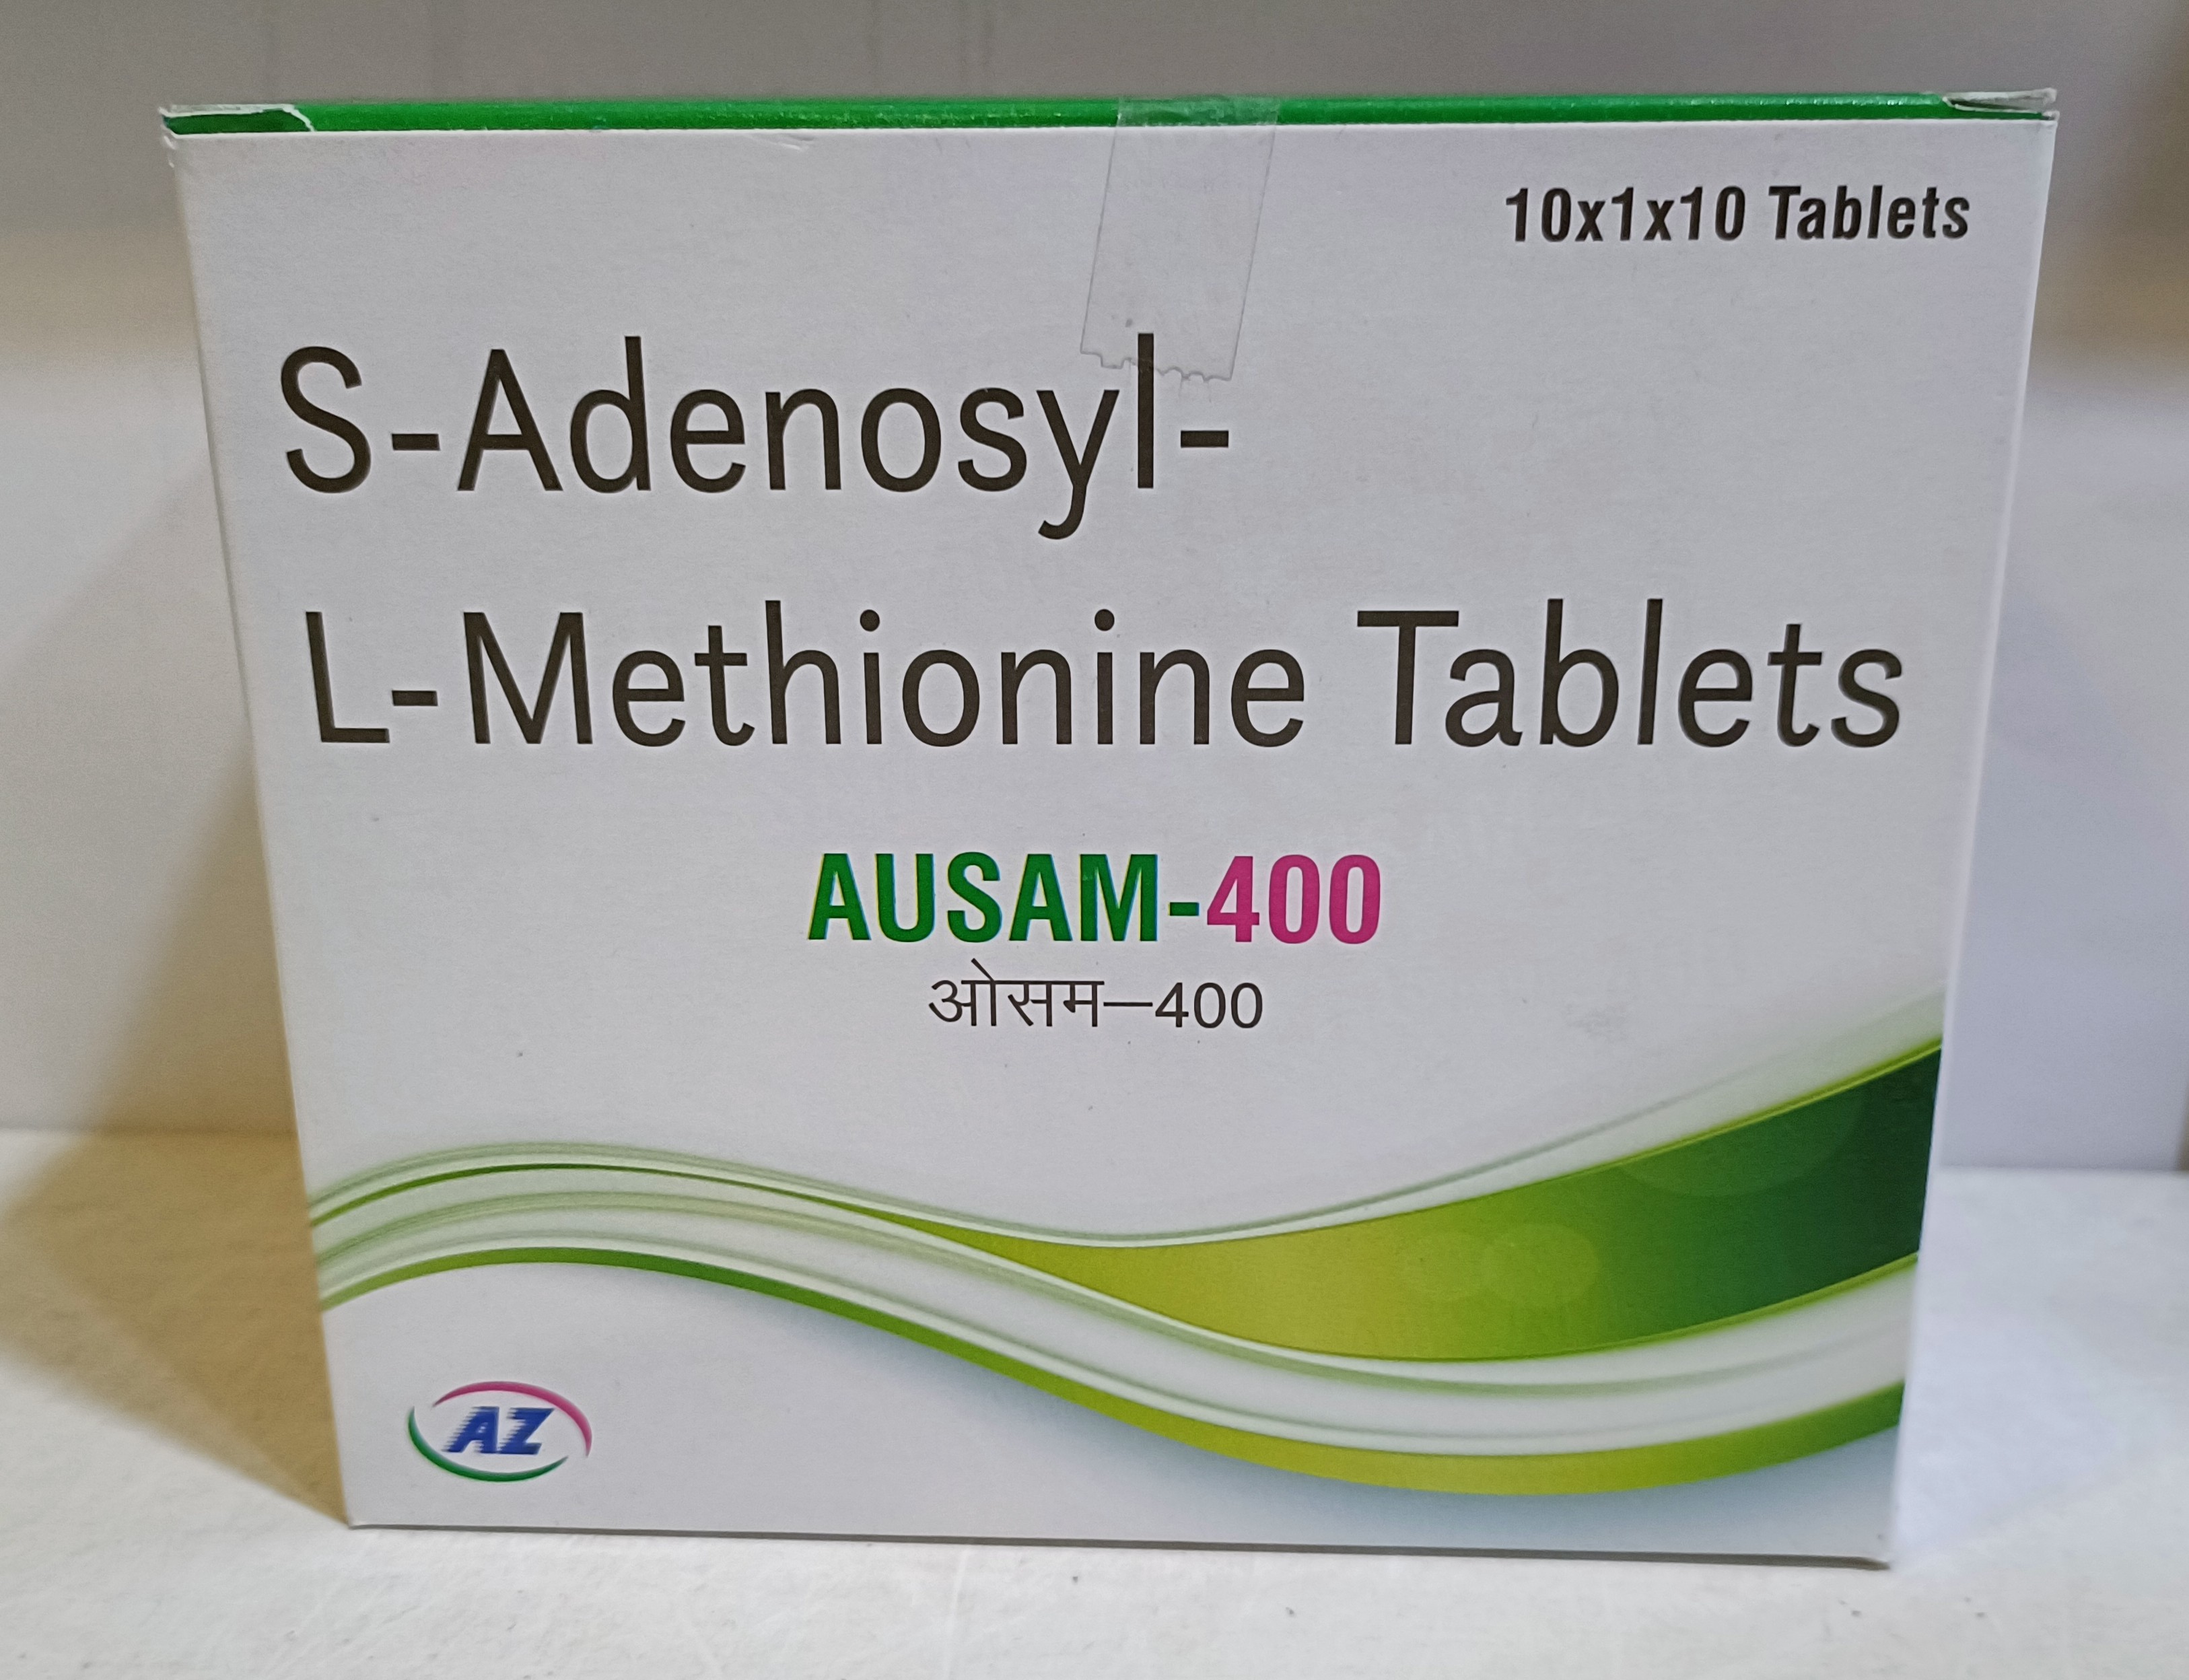 10x1x10 Tablets
S-Adenosyl-
L-Methionine Tablets
AUSAM-400
ओसम–400
AZ